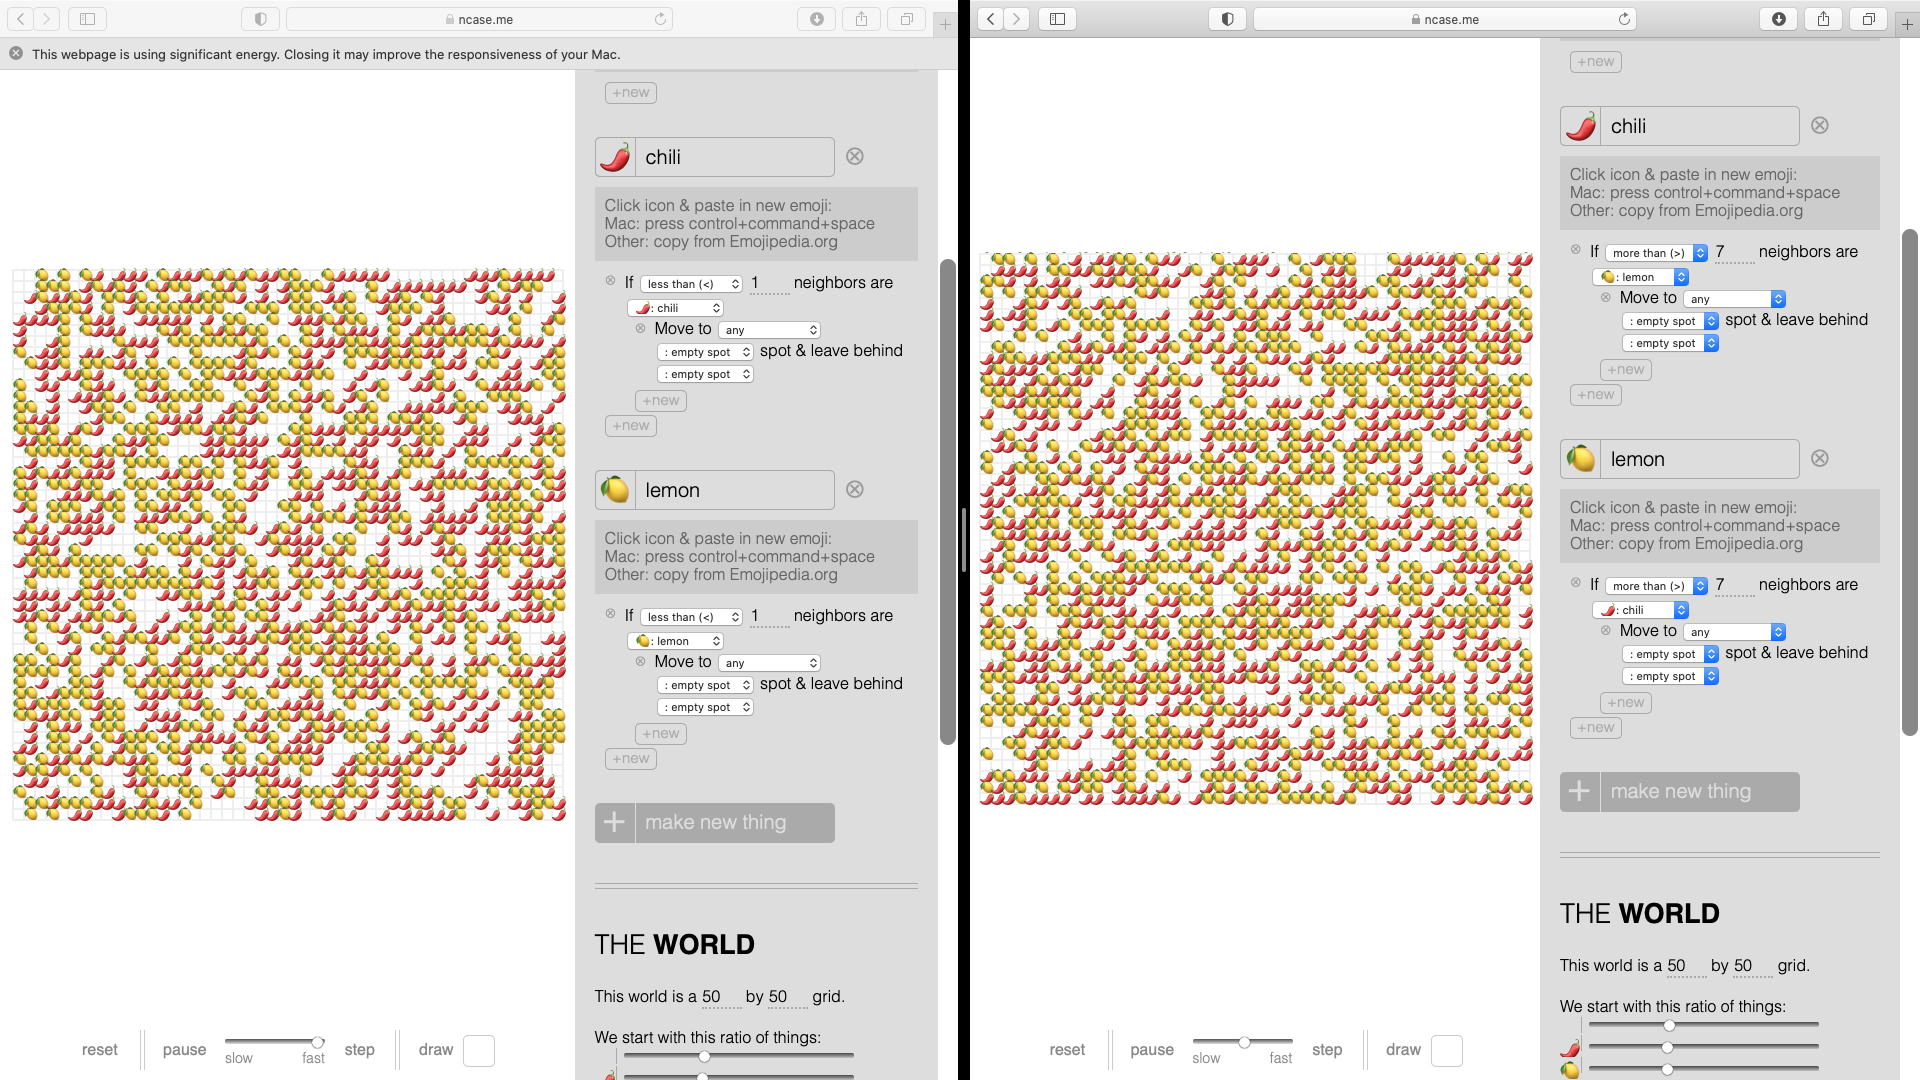 ncase.me
This webpage is using significant energy. Closing it may improve the responsiveness of your Mac.
+new
chili
Click icon & paste in new emoji:
Mac: press control+command+space
Other: copy from Emojipedia.org
If less than (<) 1 neighbors are
: chili
Move to any
: empty spot spot & leave behind
: empty spot
+new
+new
lemon
Click icon & paste in new emoji:
Mac: press control+command+space
Other: copy from Emojipedia.org
If less than (<) 1 neighbors are
: lemon
Move to any
: empty spot spot & leave behind
: empty spot
+new
+new
+ make new thing
THE WORLD
This world is a 50 by 50 grid.
We start with this ratio of things:
reset pause slow fast step draw
ncase.me
+new
chili
Click icon & paste in new emoji:
Mac: press control+command+space
Other: copy from Emojipedia.org
If more than (>) 7 neighbors are
: lemon
Move to any
: empty spot spot & leave behind
: empty spot
+new
+new
lemon
Click icon & paste in new emoji:
Mac: press control+command+space
Other: copy from Emojipedia.org
If more than (>) 7 neighbors are
: chili
Move to any
: empty spot spot & leave behind
: empty spot
+new
+new
+ make new thing
THE WORLD
This world is a 50 by 50 grid.
We start with this ratio of things:
reset pause slow fast step draw